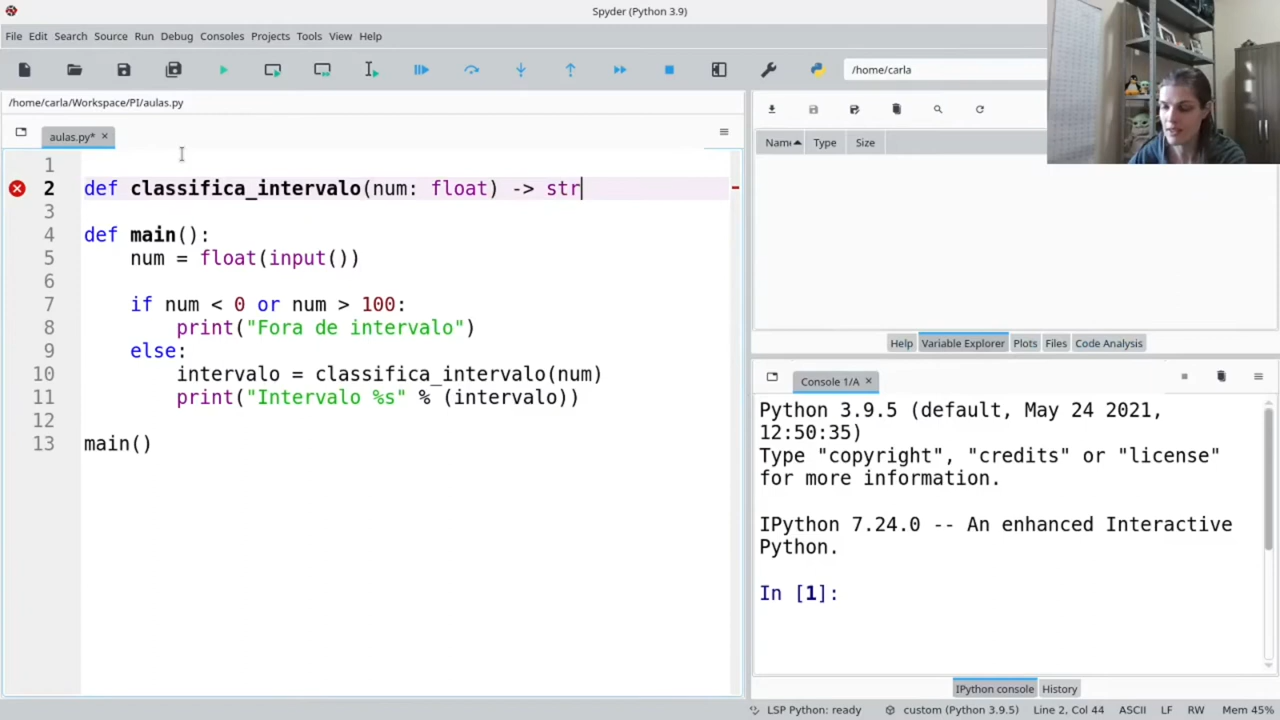 Spyder (Python 3.9)
File Edit Search Source Run Debug Consoles Projects Tools View Help
/home/carla
/home/carla/Workspace/PI/aulas.py
aulas.py*
1
2 def classifica_intervalo(num: float) -> str
3
4 def main():
5 num = float(input())
6
7 if num < 0 or num > 100:
8 print("Fora de intervalo")
9 else:
10 intervalo = classifica_intervalo(num)
11 print("Intervalo %s" % (intervalo))
12
13 main()
Name Type Size
Help Variable Explorer Plots Files Code Analysis
Console 1/A
Python 3.9.5 (default, May 24 2021,
12:50:35)
Type "copyright", "credits" or "license"
for more information.
IPython 7.24.0 -- An enhanced Interactive
Python.
In [1]:
IPython console History
LSP Python: ready custom (Python 3.9.5) Line 2, Col 44 ASCII LF RW Mem 45%